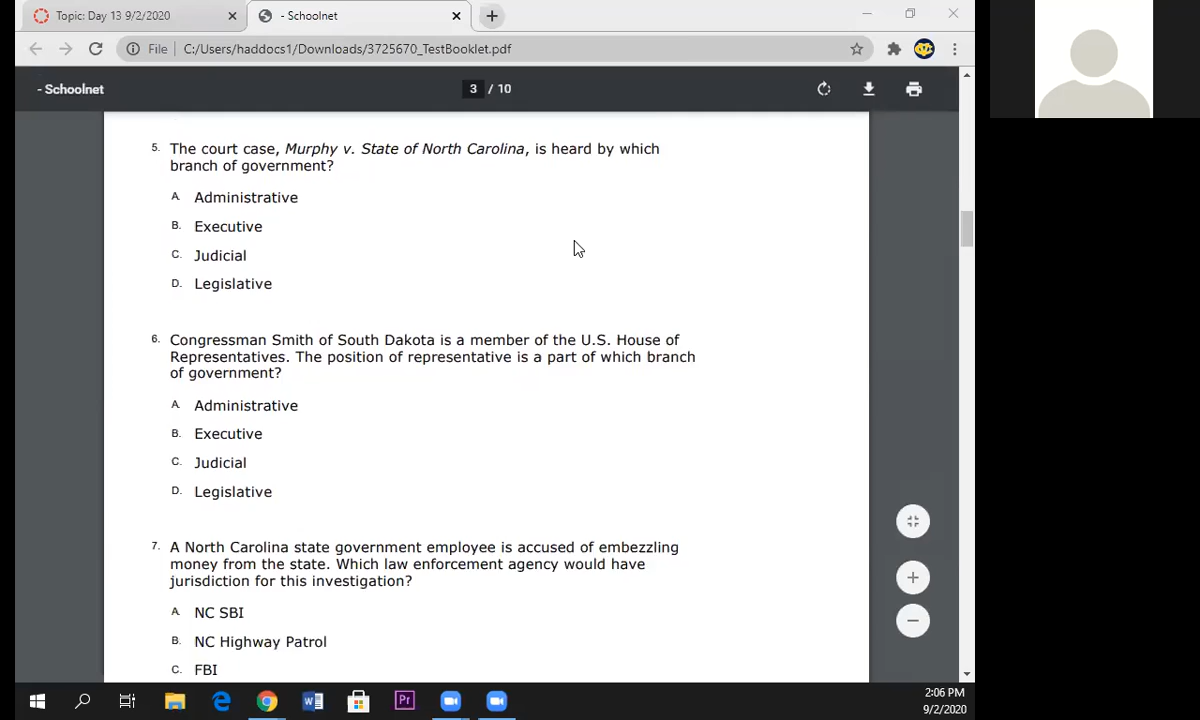 Topic: Day 13 9/2/2020
- Schoolnet
File
C:/Users/haddocs1/Downloads/3725670_TestBooklet.pdf
- Schoolnet
3 / 10
5. The court case, Murphy v. State of North Carolina, is heard by which
branch of government?
A. Administrative
B. Executive
C. Judicial
D. Legislative
6. Congressman Smith of South Dakota is a member of the U.S. House of
Representatives. The position of representative is a part of which branch
of government?
A. Administrative
B. Executive
C. Judicial
D. Legislative
7. A North Carolina state government employee is accused of embezzling
money from the state. Which law enforcement agency would have
jurisdiction for this investigation?
A. NC SBI
B. NC Highway Patrol
C. FBI
Pr
2:06 PM
9/2/2020